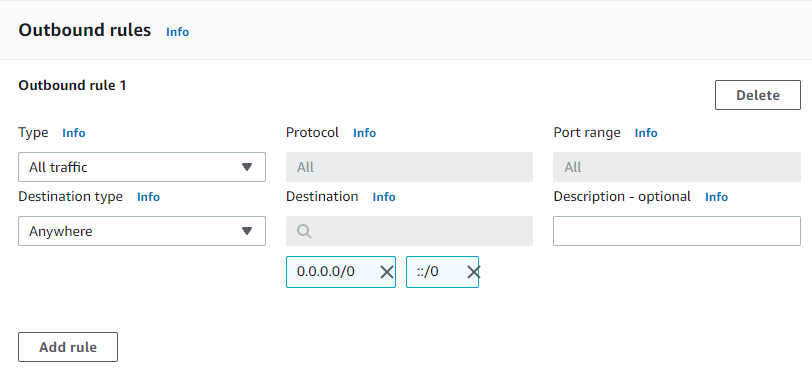 Outbound rules Info
Outbound rule 1
Delete
Type Info Protocol Info Port range Info
All traffic All All
Destination type Info Destination Info Description - optional Info
Anywhere
0.0.0.0/0 ::/0
Add rule